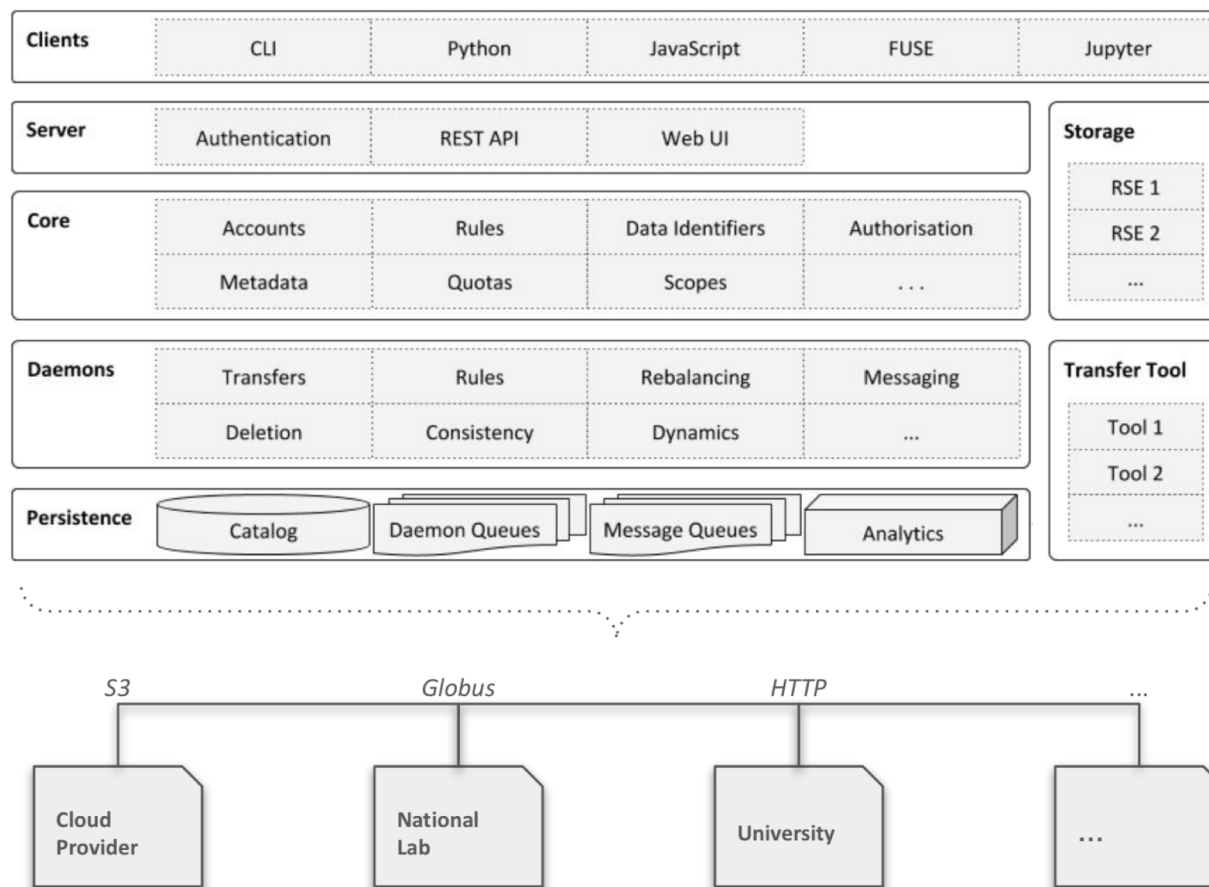 Clients
CLI
Python
JavaScript
FUSE
Jupyter
Server
Authentication
REST API
Web UI
Storage
RSE 1
RSE 2
...
Core
Accounts
Rules
Data Identifiers
Authorisation
Metadata
Quotas
Scopes
. . .
Daemons
Transfers
Rules
Rebalancing
Messaging
Deletion
Consistency
Dynamics
...
Transfer Tool
Tool 1
Tool 2
...
Persistence
Catalog
Daemon Queues
Message Queues
Analytics
S3
Globus
HTTP
...
Cloud
Provider
National
Lab
University
...